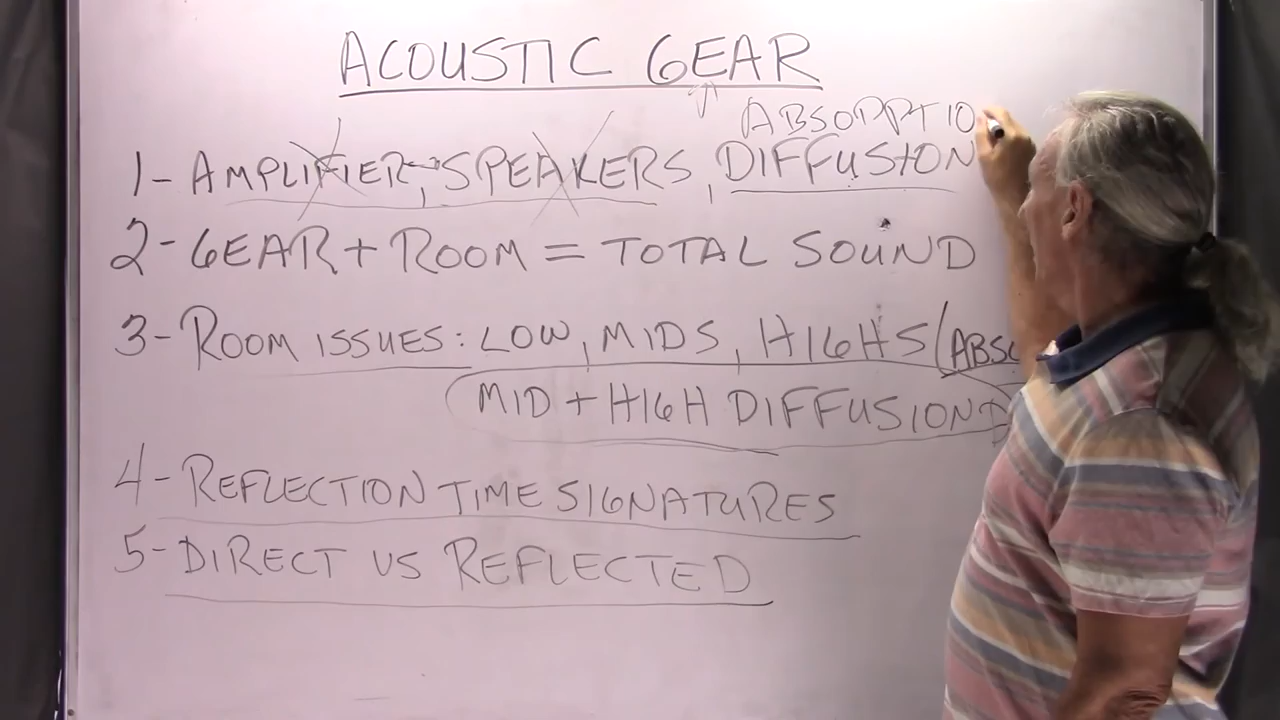 ACOUSTIC GEAR
ABSORPTIO
1- AMPLIFIER, SPEAKERS, DIFFUSION
2- GEAR + ROOM = TOTAL SOUND
3- ROOM ISSUES: LOW, MIDS, HIGHS (ABSO
MID + HIGH DIFFUSION
4- REFLECTION TIME SIGNATURES
5- DIRECT VS REFLECTED